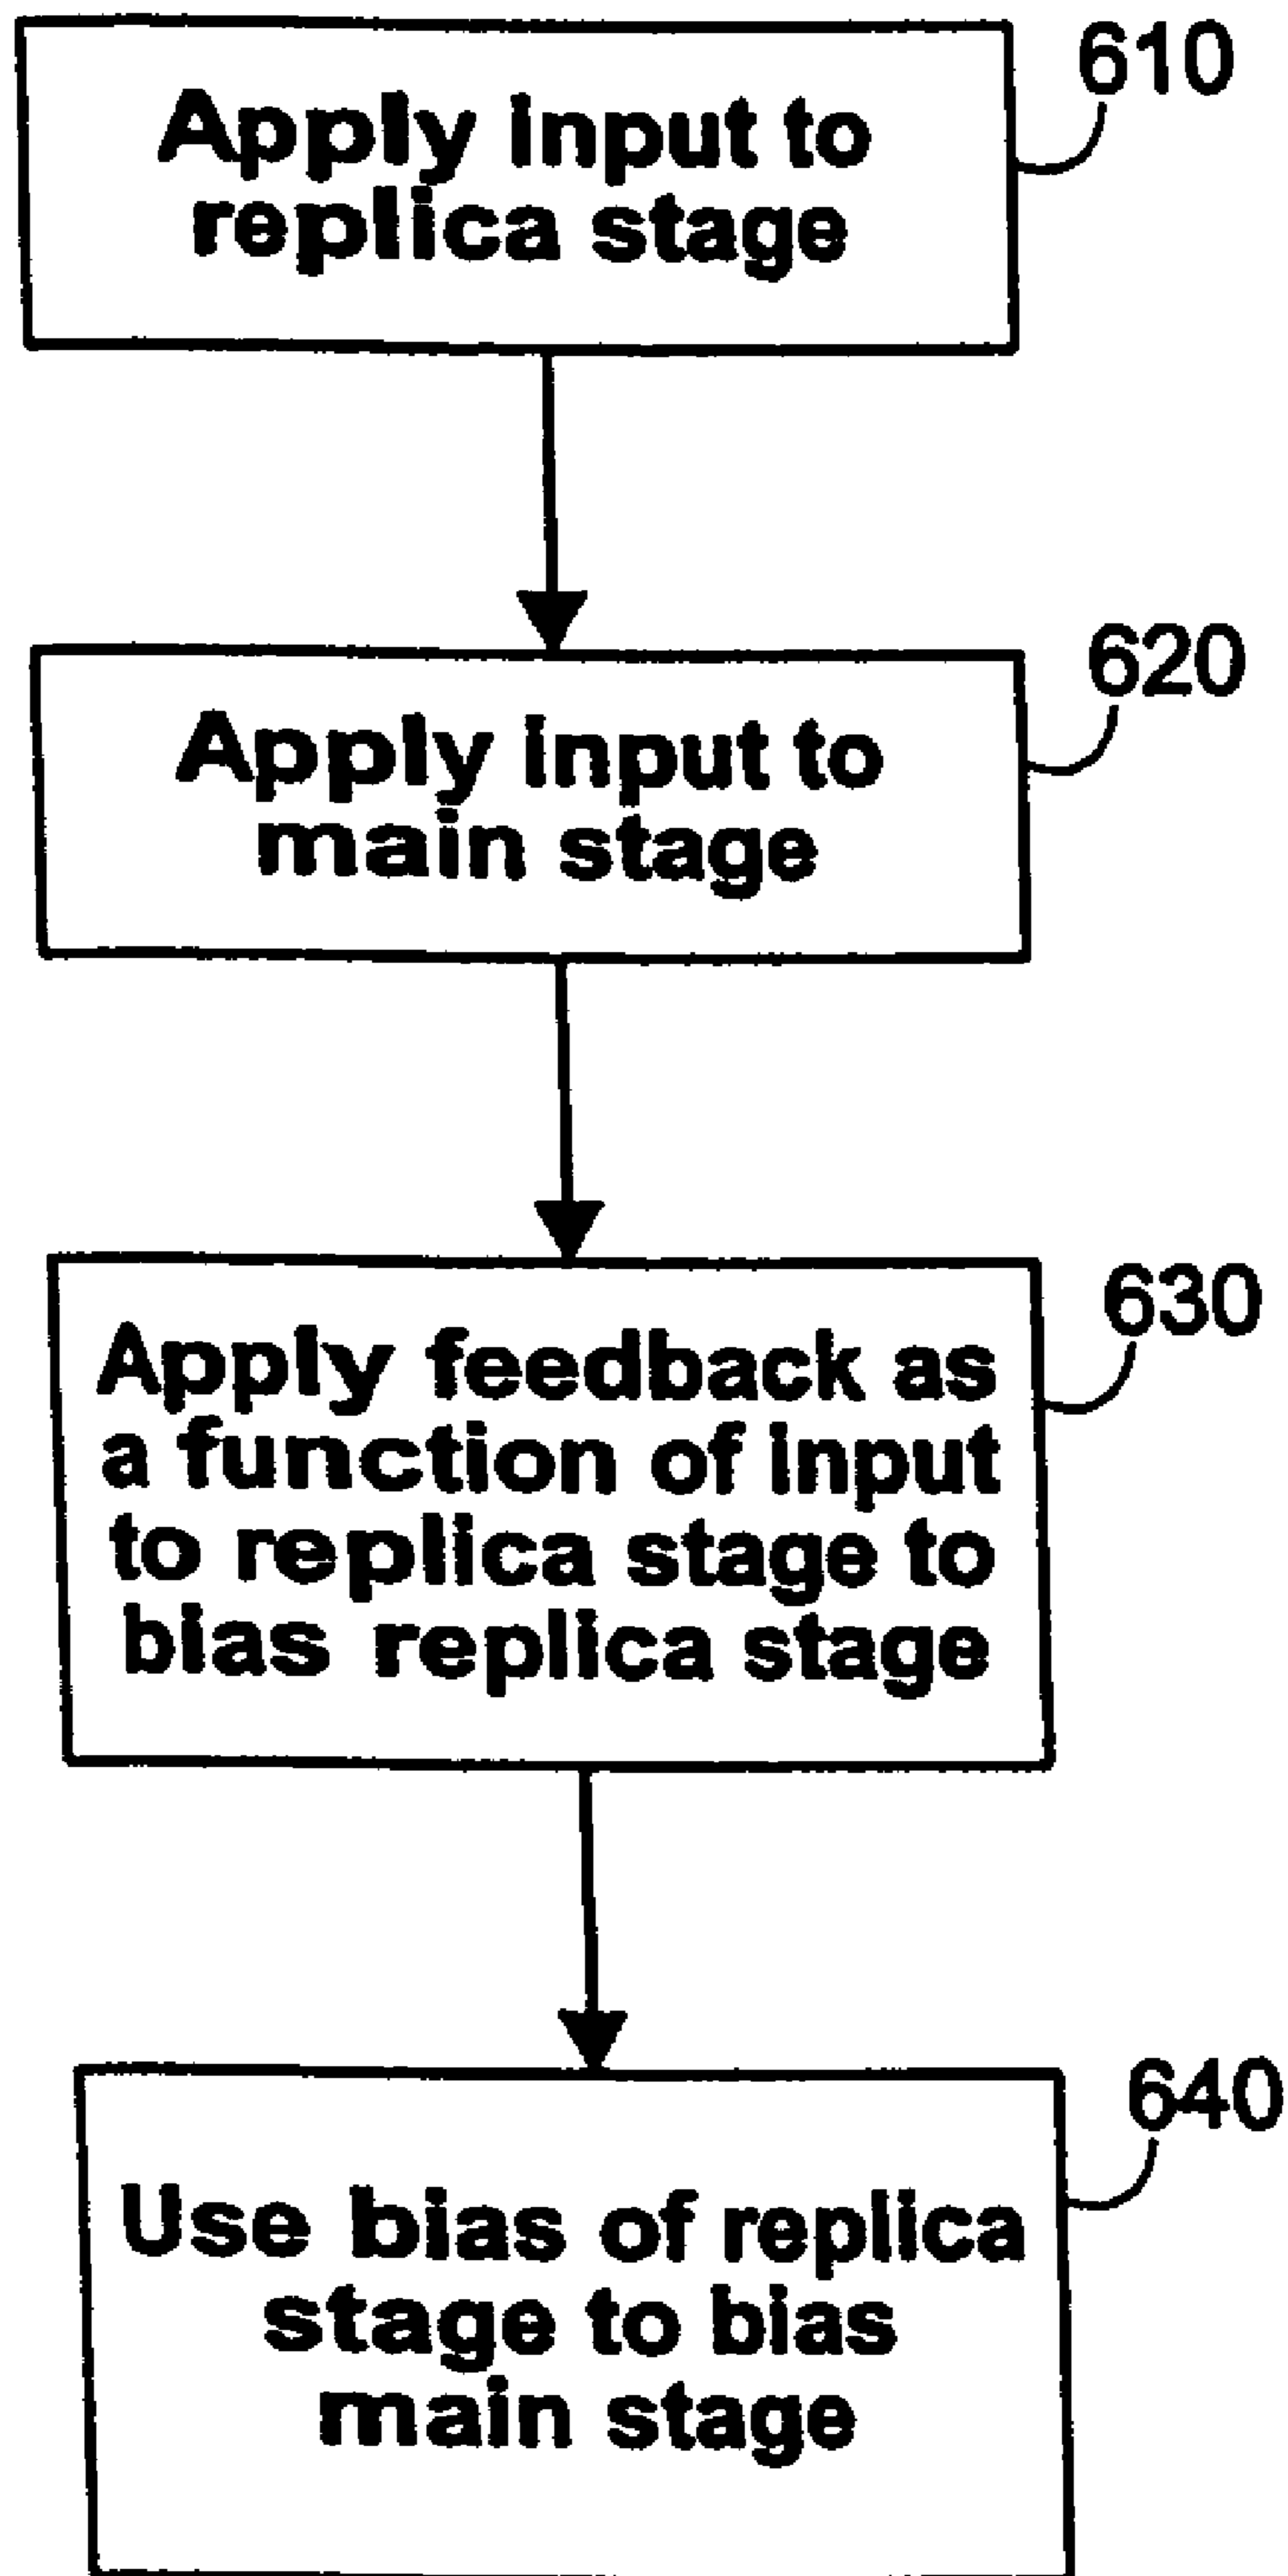 610
Apply input to
replica stage
620
Apply input to
main stage
630
Apply feedback as
a function of input
to replica stage to
bias replica stage
640
Use bias of replica
stage to bias
main stage